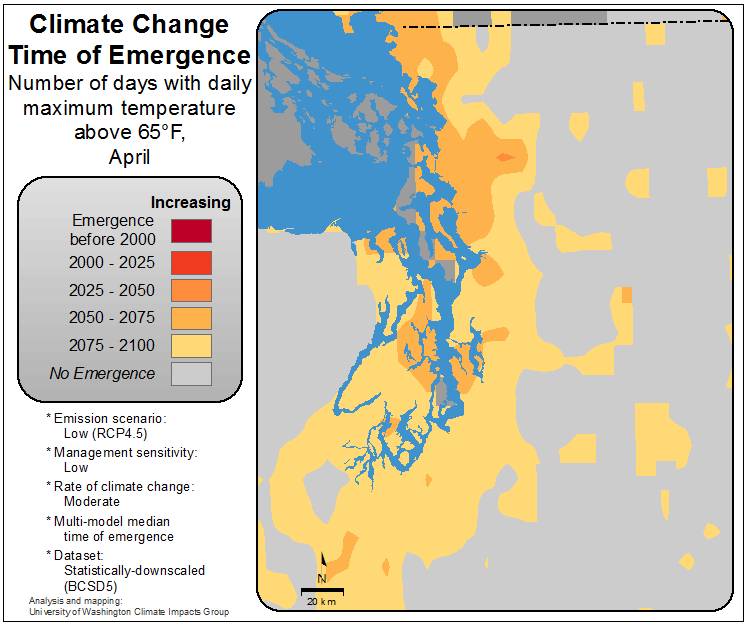 Climate Change
Time of Emergence
Number of days with daily
maximum temperature
above 65°F,
April
Increasing
Emergence
before 2000
2000 - 2025
2025 - 2050
2050 - 2075
2075 - 2100
No Emergence
* Emission scenario:
Low (RCP4.5)
* Management sensitivity:
Low
* Rate of climate change:
Moderate
* Multi-model median
time of emergence
* Dataset:
Statistically-downscaled
(BCSD5)
Analysis and mapping:
University of Washington Climate Impacts Group
N
20 km